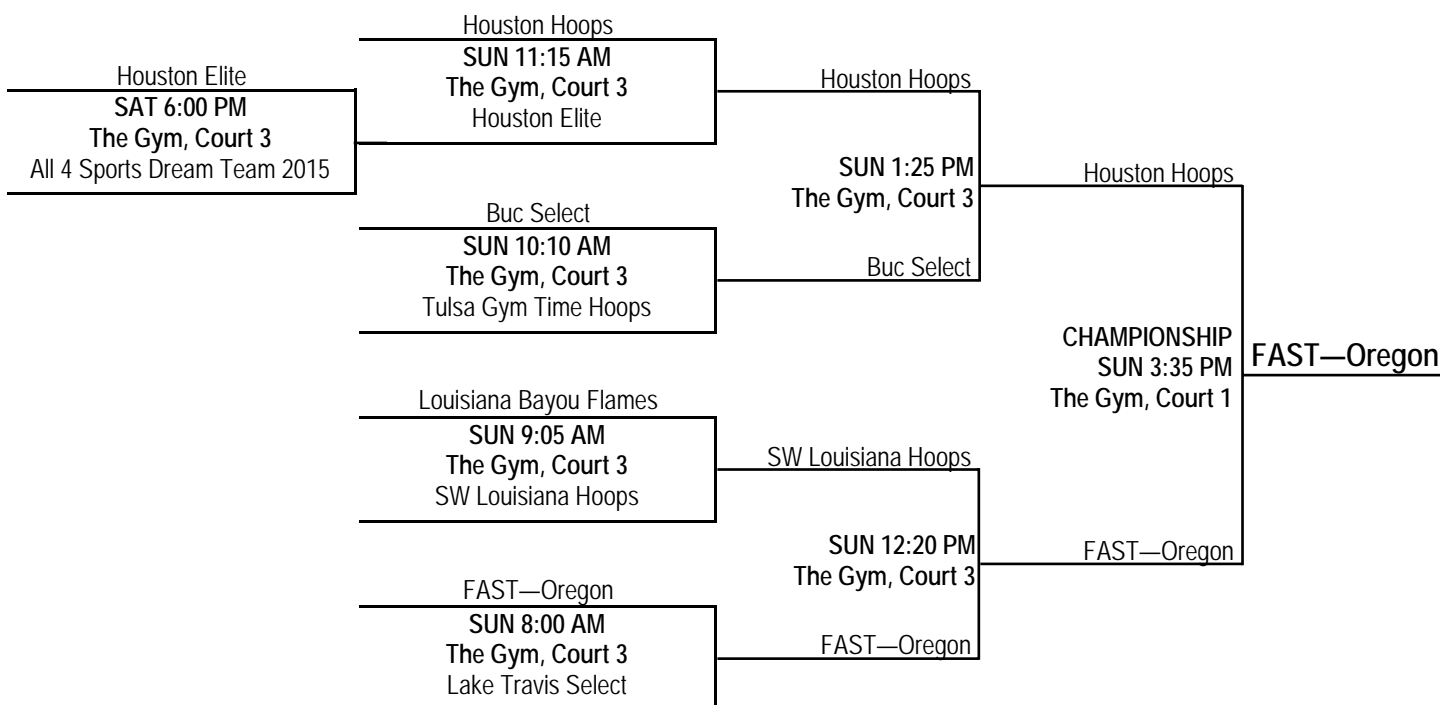 Houston Elite
SAT 6:00 PM
The Gym, Court 3
All 4 Sports Dream Team 2015
Houston Hoops
SUN 11:15 AM
The Gym, Court 3
Houston Elite
Buc Select
SUN 10:10 AM
The Gym, Court 3
Tulsa Gym Time Hoops
Louisiana Bayou Flames
SUN 9:05 AM
The Gym, Court 3
SW Louisiana Hoops
FAST—Oregon
SUN 8:00 AM
The Gym, Court 3
Lake Travis Select
Houston Hoops
SUN 1:25 PM
The Gym, Court 3
Buc Select
SW Louisiana Hoops
SUN 12:20 PM
The Gym, Court 3
FAST—Oregon
Houston Hoops
CHAMPIONSHIP
SUN 3:35 PM
The Gym, Court 1
FAST—Oregon
FAST—Oregon